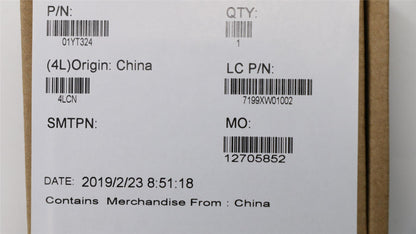 P/N: QTY:
01YT324 1
(4L)Origin: China LC P/N:
4LCN 7199XW01002
SMTPN: MO:
12705852
DATE: 2019/2/23 8:51:18
Contains Merchandise From : China